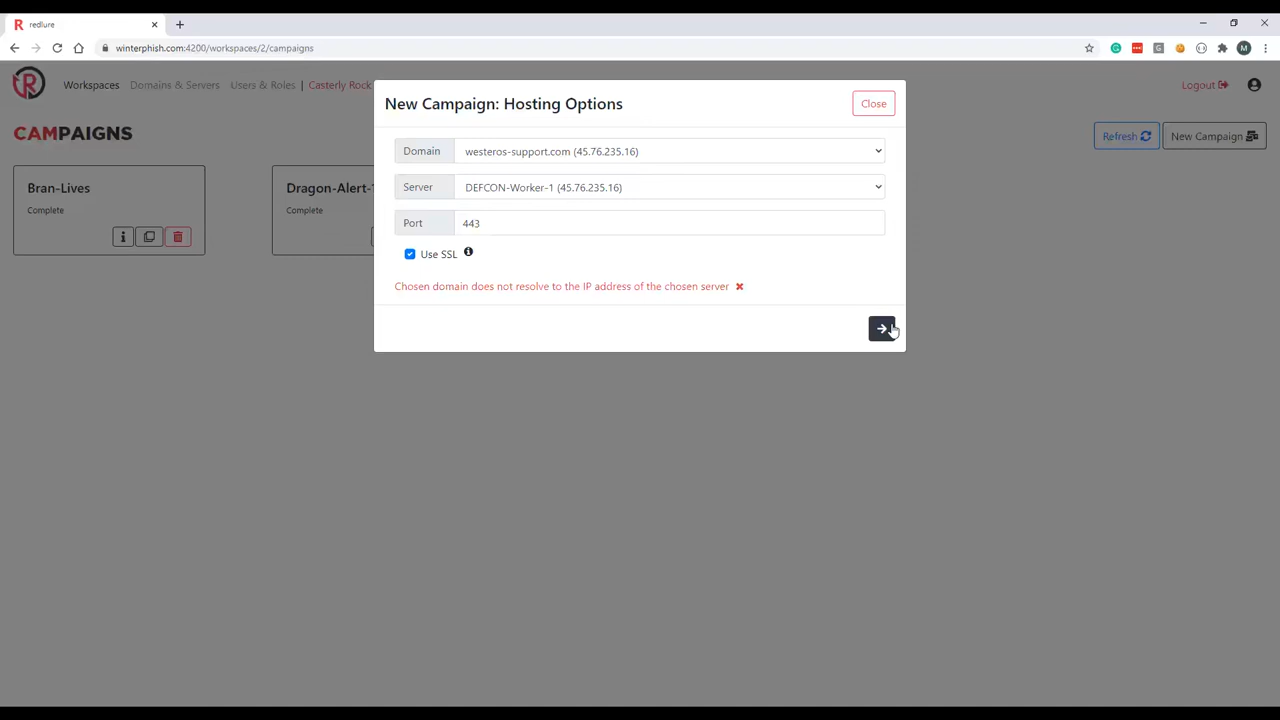 redlure
winterphish.com:4200/workspaces/2/campaigns
M
R
Workspaces Domains & Servers Users & Roles | Casterly Rock
Logout
CAMPAIGNS
Refresh New Campaign
Bran-Lives
Complete
Dragon-Alert-
Complete
New Campaign: Hosting Options
Close
Domain westeros-support.com (45.76.235.16)
Server DEFCON-Worker-1 (45.76.235.16)
Port 443
Use SSL
Chosen domain does not resolve to the IP address of the chosen server